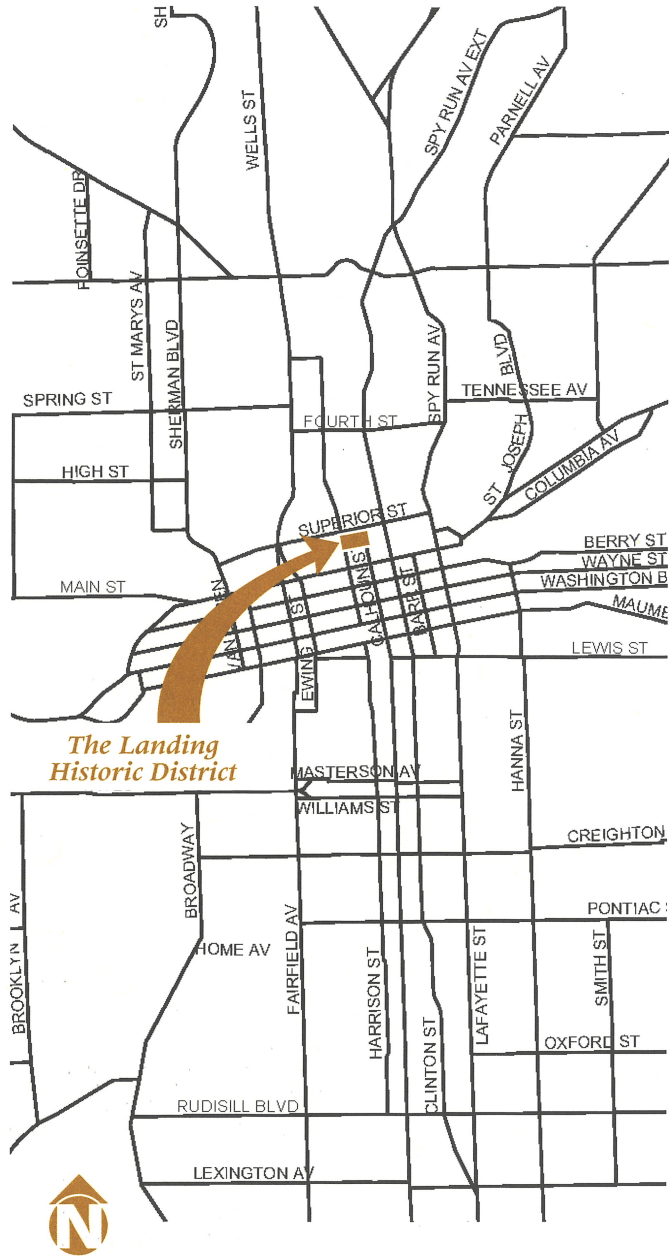 SH
WELLS ST
SPY RUN AV EXT
PARNELL AV
POINSETTE DR
ST MARYS AV
SHERMAN BLVD
SPY RUN AV
ST JOSEPH BLVD
TENNESSEE AV
SPRING ST
FOURTH ST
COLUMBIA AV
HIGH ST
SUPERIOR ST
BERRY ST
WAYNE ST
WASHINGTON B
MAUME
MAIN ST
VAN
EN
ST
CALHOUN S
BARR ST
LEWIS ST
EWING
HANNA ST
The Landing
Historic District
MASTERSON AV
WILLIAMS ST
CREIGHTON
BROADWAY
BROOKLYN AV
PONTIAC S
HOME AV
FAIRFIELD AV
HARRISON ST
LAFAYETTE ST
SMITH ST
CLINTON ST
OXFORD ST
RUDISILL BLVD
LEXINGTON AV
N